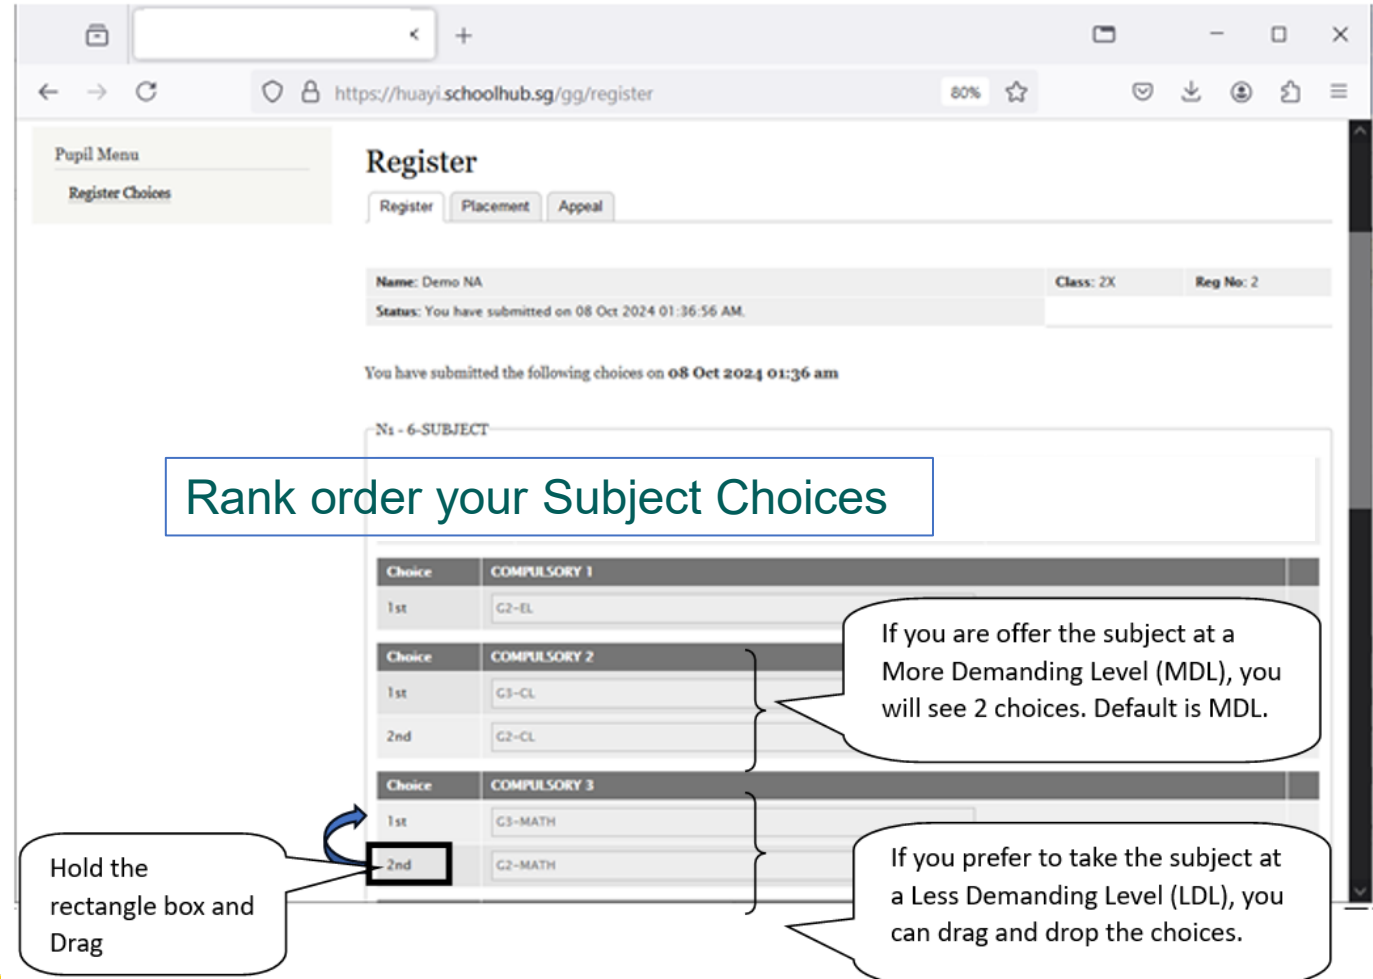 https://huayi.schoolhub.sg/gg/register
80%
Pupil Menu
Register Choices
Register
Register
Placement
Appeal
Name: Demo NA
Class: 2X
Reg No: 2
Status: You have submitted on 08 Oct 2024 01:36:56 AM.
You have submitted the following choices on 08 Oct 2024 01:36 am
N1 - 6-SUBJECT
Rank order your Subject Choices
Choice COMPULSORY 1
1st G2-EL
Choice COMPULSORY 2
1st G3-CL
2nd G2-CL
If you are offer the subject at a
More Demanding Level (MDL), you
will see 2 choices. Default is MDL.
Choice COMPULSORY 3
1st G3-MATH
2nd G2-MATH
Hold the
rectangle box and
Drag
If you prefer to take the subject at
a Less Demanding Level (LDL), you
can drag and drop the choices.